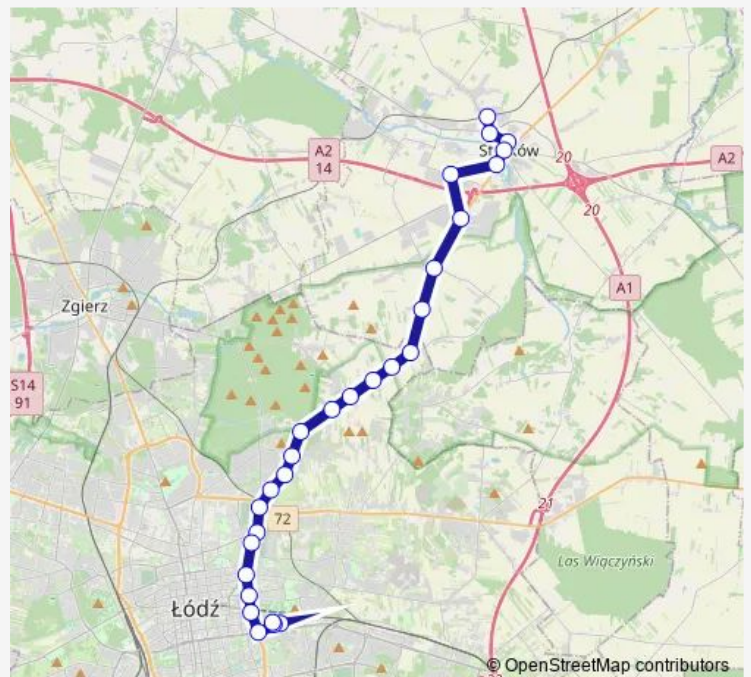 A2
14
A2
20
20
Zgierz
A1
S14
91
21
72
Las Wiączyński
Łódź
© OpenStreetMap contributors